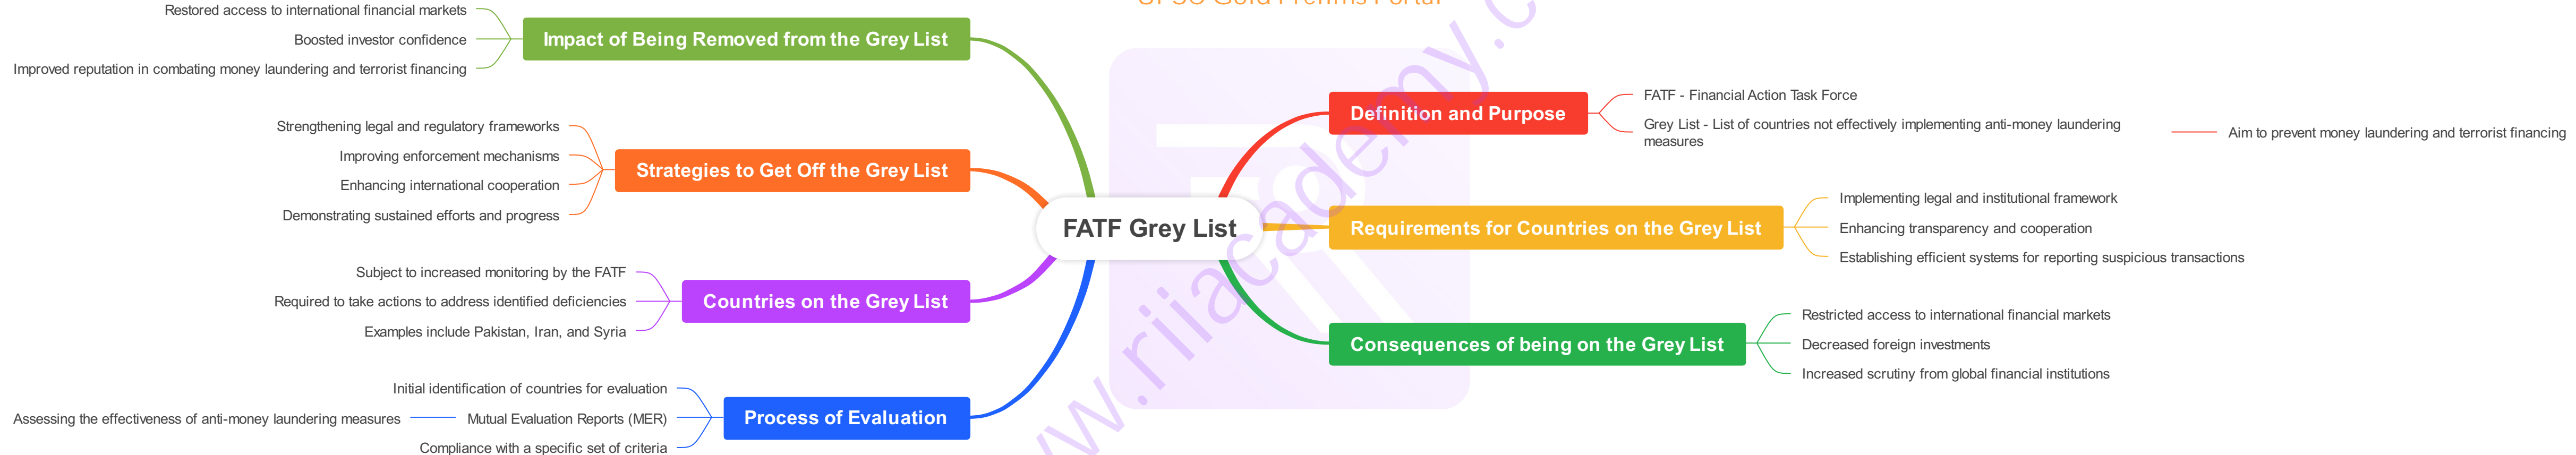 UPSC Gold Prelims Portal
FATF Grey List
Impact of Being Removed from the Grey List
Restored access to international financial markets
Boosted investor confidence
Improved reputation in combating money laundering and terrorist financing
Strategies to Get Off the Grey List
Strengthening legal and regulatory frameworks
Improving enforcement mechanisms
Enhancing international cooperation
Demonstrating sustained efforts and progress
Countries on the Grey List
Subject to increased monitoring by the FATF
Required to take actions to address identified deficiencies
Examples include Pakistan, Iran, and Syria
Process of Evaluation
Initial identification of countries for evaluation
Mutual Evaluation Reports (MER)
Assessing the effectiveness of anti-money laundering measures
Compliance with a specific set of criteria
Definition and Purpose
FATF - Financial Action Task Force
Grey List - List of countries not effectively implementing anti-money laundering
measures
Aim to prevent money laundering and terrorist financing
Requirements for Countries on the Grey List
Implementing legal and institutional framework
Enhancing transparency and cooperation
Establishing efficient systems for reporting suspicious transactions
Consequences of being on the Grey List
Restricted access to international financial markets
Decreased foreign investments
Increased scrutiny from global financial institutions